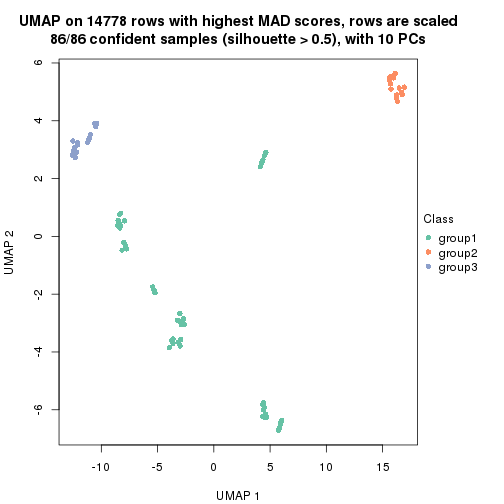 UMAP on 14778 rows with highest MAD scores, rows are scaled
86/86 confident samples (silhouette > 0.5), with 10 PCs
6
4
2
0
-2
-4
-6
UMAP 2
-10
-5
0
5
10
15
UMAP 1
Class
group1
group2
group3